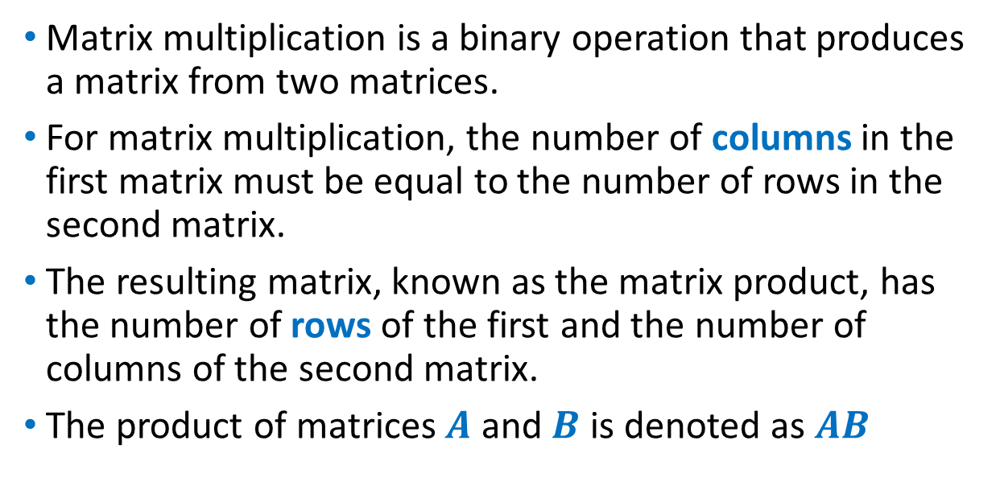 • Matrix multiplication is a binary operation that produces
a matrix from two matrices.
• For matrix multiplication, the number of columns in the
first matrix must be equal to the number of rows in the
second matrix.
• The resulting matrix, known as the matrix product, has
the number of rows of the first and the number of
columns of the second matrix.
• The product of matrices A and B is denoted as AB